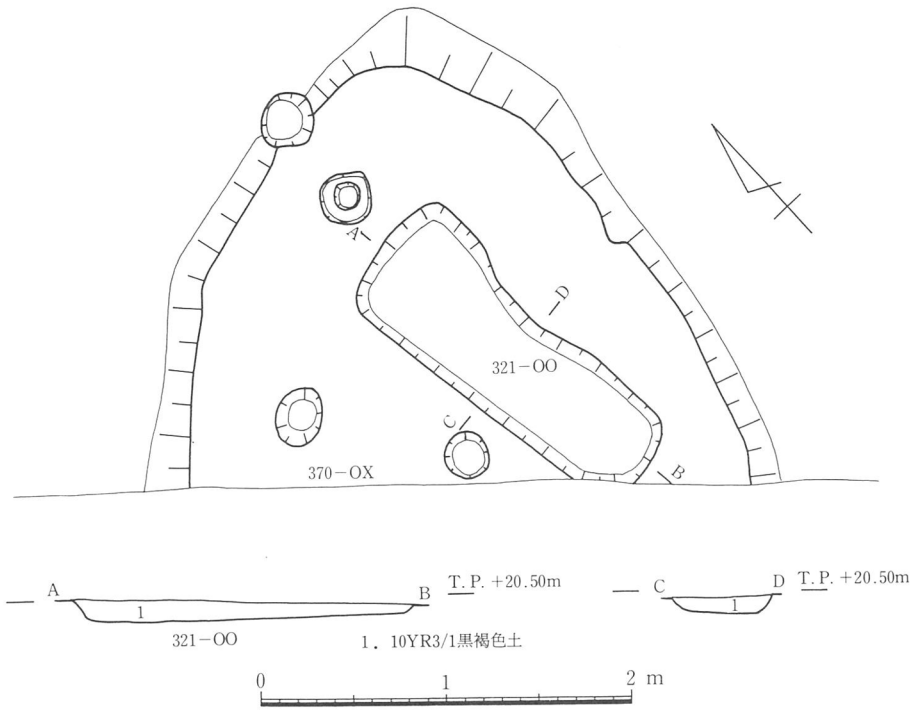 A
D
321-OO
C
370-OX
B
A
B
T.P.+20.50m
C
D
T.P.+20.50m
1
1
321-OO
1. 10YR3/1黒褐色土
0 1 2 m